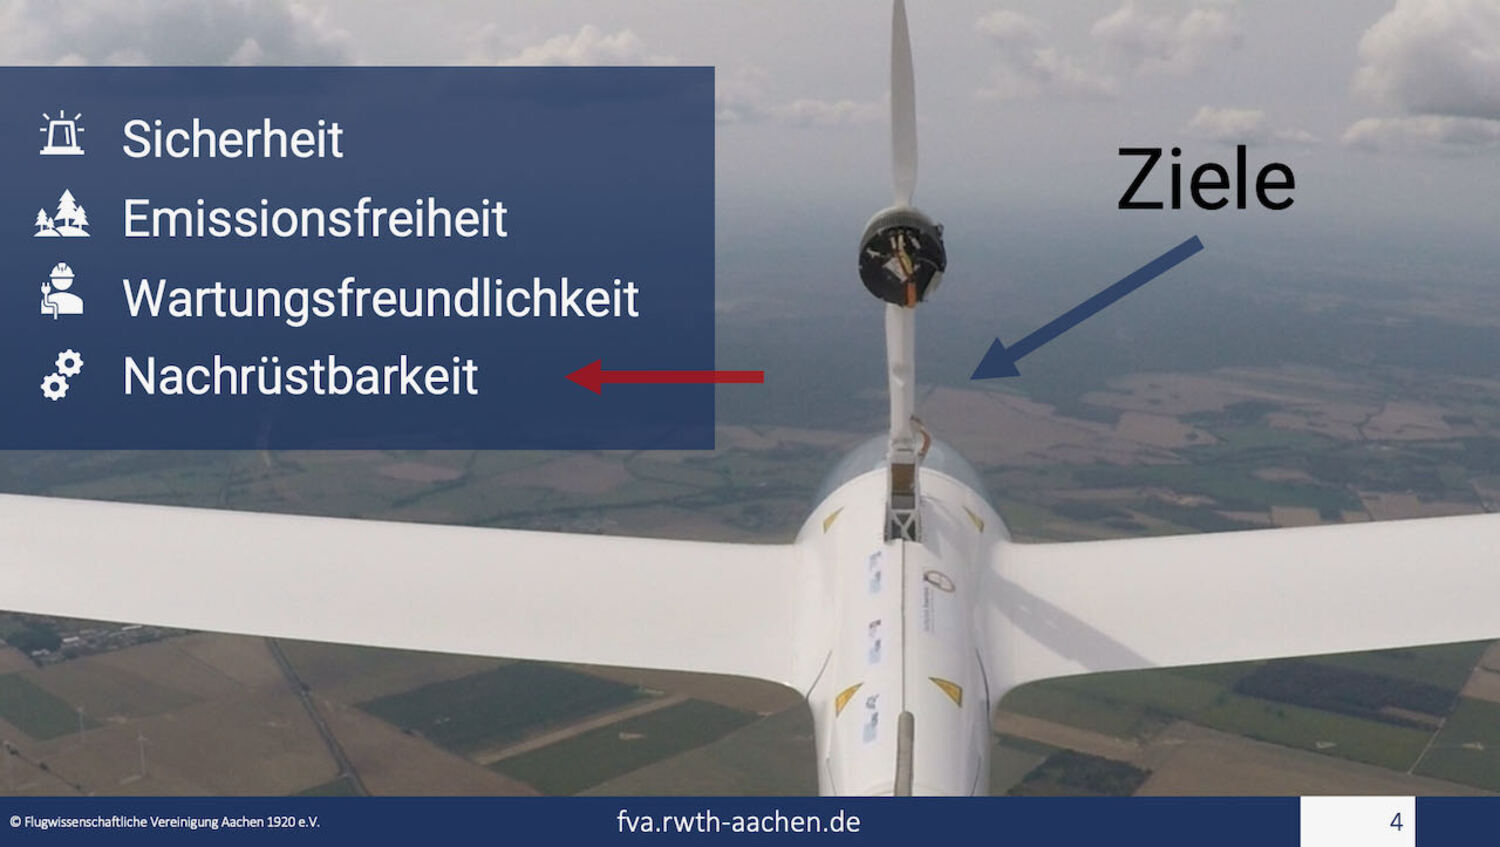 Sicherheit
Emissionsfreiheit
Wartungsfreundlichkeit
Nachrüstbarkeit
Ziele
© Flugwissenschaftliche Vereinigung Aachen 1920 e.V.
fva.rwth-aachen.de
4